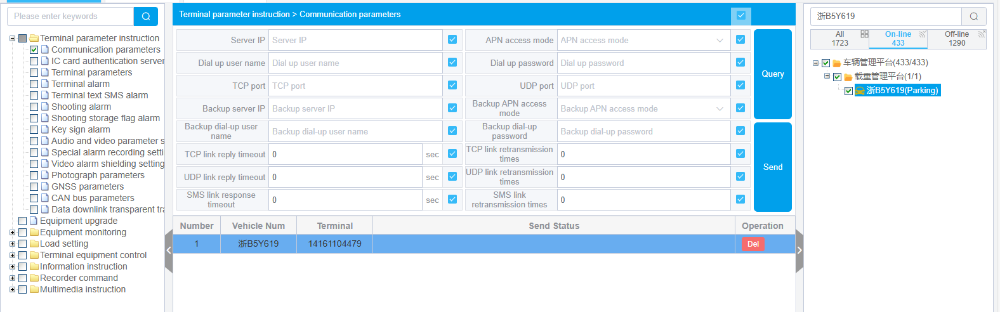 Please enter keywords
Terminal parameter instruction
Communication parameters
IC card authentication server
Terminal parameters
Terminal alarm
Terminal text SMS alarm
Shooting alarm
Shooting storage flag alarm
Key sign alarm
Audio and video parameter s
Special alarm recording setti
Video alarm shielding setting
Photograph parameters
GNSS parameters
CAN bus parameters
Data downlink transparent tra
Equipment upgrade
Equipment monitoring
Load setting
Terminal equipment control
Information instruction
Recorder command
Multimedia instruction
Terminal parameter instruction > Communication parameters
Server IP Server IP APN access mode APN access mode
Dial up user name Dial up user name Dial up password Dial up password
TCP port TCP port UDP port UDP port
Backup server IP Backup server IP Backup APN access mode Backup APN access mode
Backup dial-up user name Backup dial-up user name Backup dial-up password Backup dial-up password
TCP link reply timeout 0 sec TCP link retransmission times 0
UDP link reply timeout 0 sec UDP link retransmission times 0
SMS link response timeout 0 sec SMS link retransmission times 0
Query
Send
Number Vehicle Num Terminal Send Status Operation
1 浙B5Y619 14161104479 Del
浙B5Y619
All On-line Off-line
1723 433 1290
车辆管理平台(433/433)
载重管理平台(1/1)
浙B5Y619(Parking)